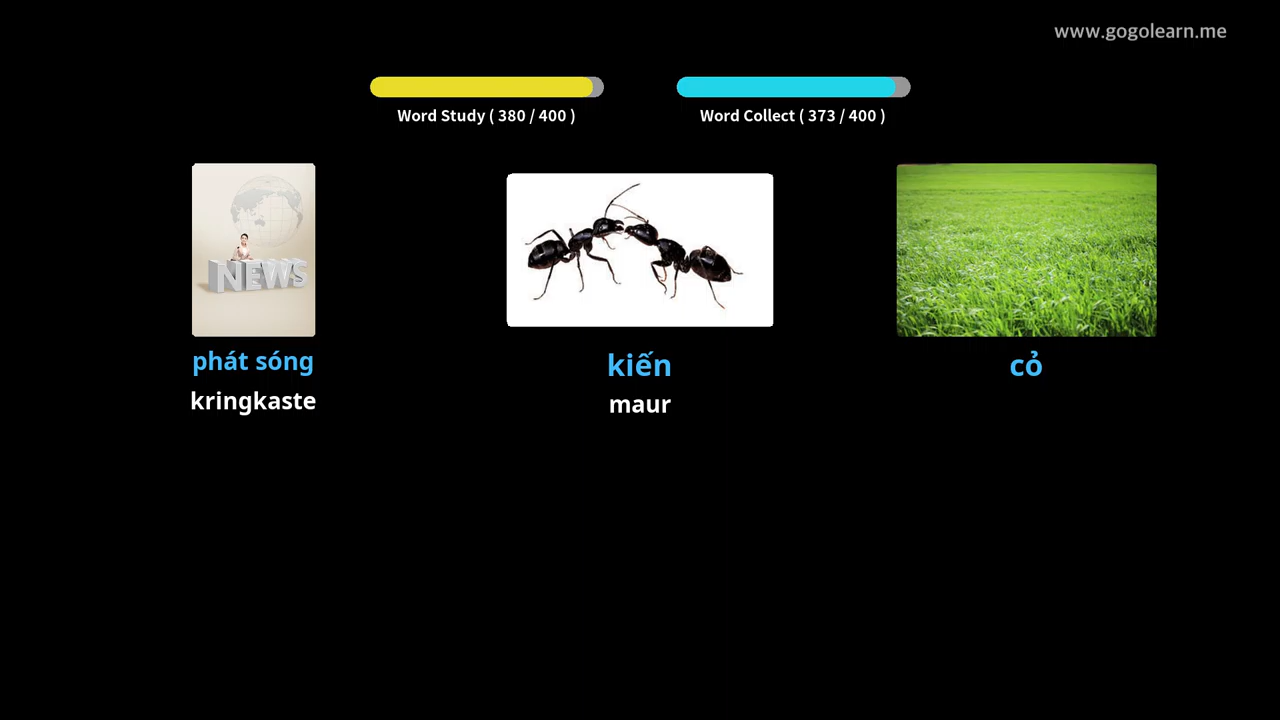 www.gogolearn.me
Word Study ( 380 / 400 )
Word Collect ( 373 / 400 )
NEWS
phát sóng
kringkaste
kiến
maur
cỏ